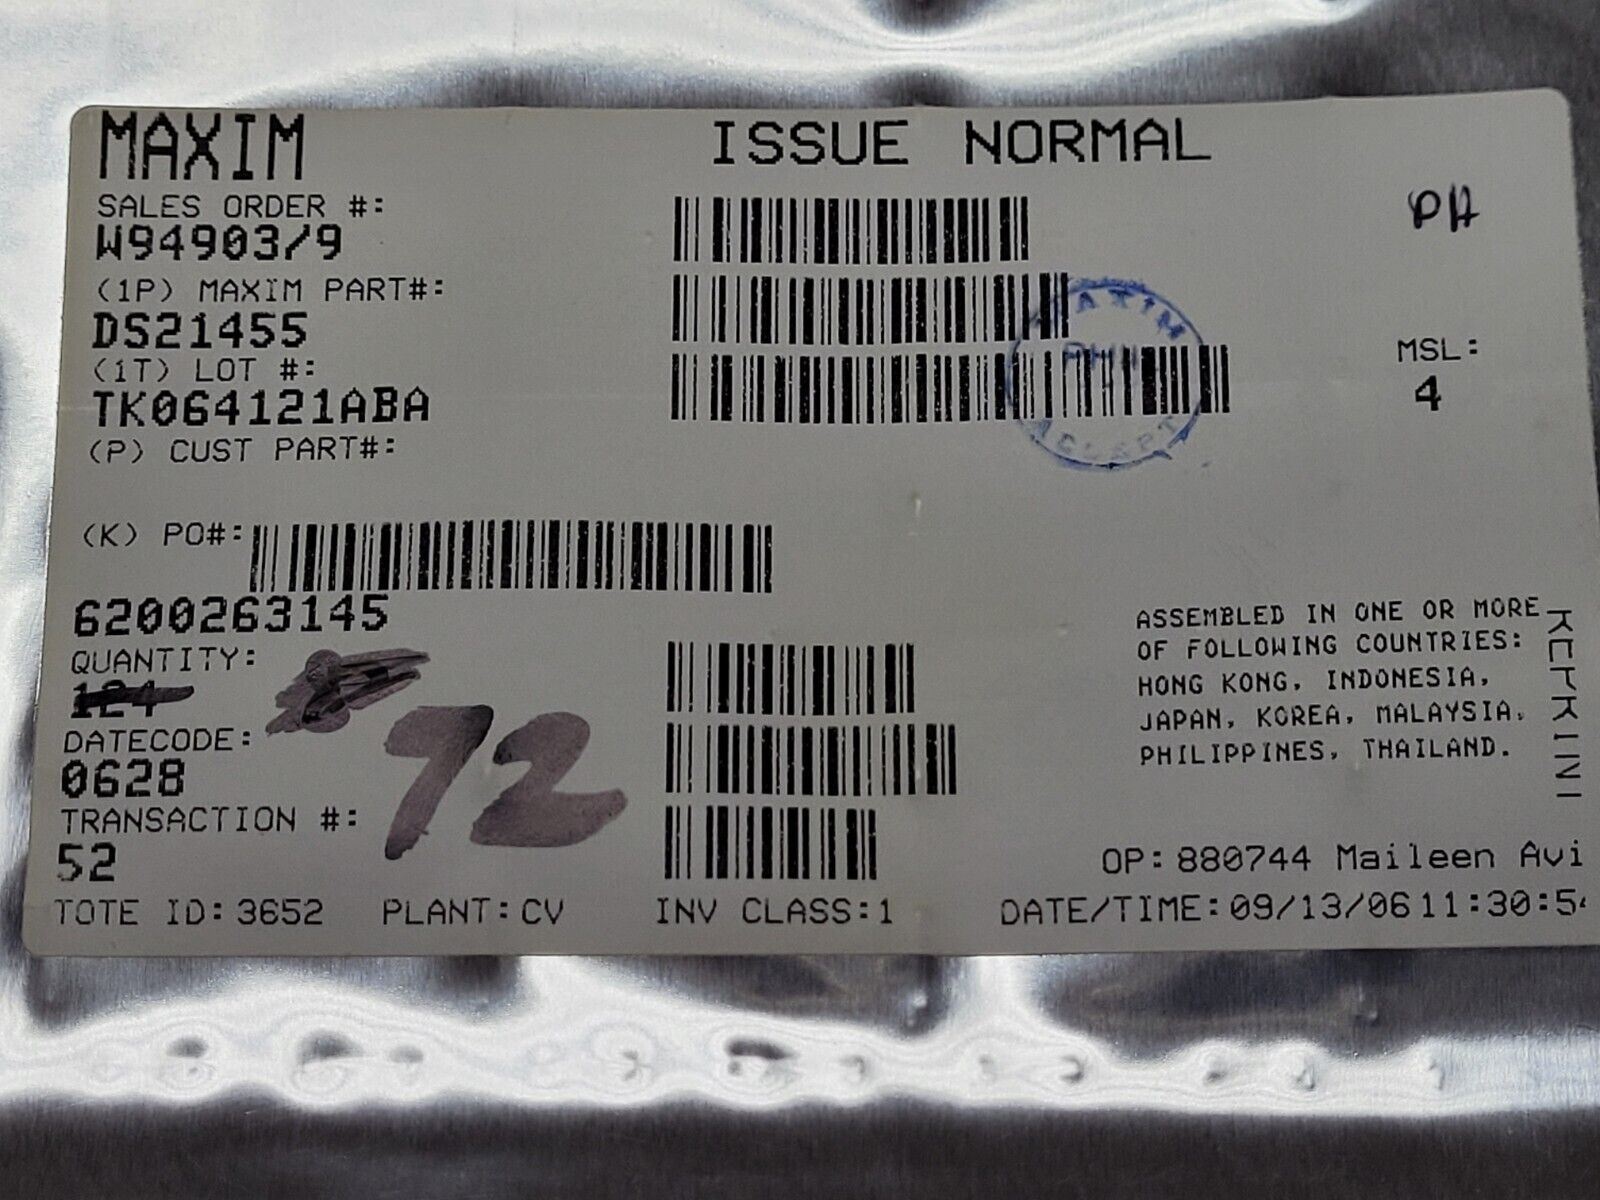 MAXIM
ISSUE NORMAL
PH
SALES ORDER #:
W94903/9
(1P) MAXIM PART#:
DS21455
(1T) LOT #:
TK064121ABA
(P) CUST PART#:
MAXIM
ACCEPT
MSL:
4
(K) PO#:
6200263145
QUANTITY:
124
72
DATECODE:
0628
TRANSACTION #:
52
ASSEMBLED IN ONE OR MORE
OF FOLLOWING COUNTRIES:
HONG KONG, INDONESIA,
JAPAN, KOREA, MALAYSIA,
PHILIPPINES, THAILAND.
OP: 880744 Maileen Avi
TOTE ID: 3652 PLANT: CV INV CLASS: 1 DATE/TIME: 09/13/06 11:30:5